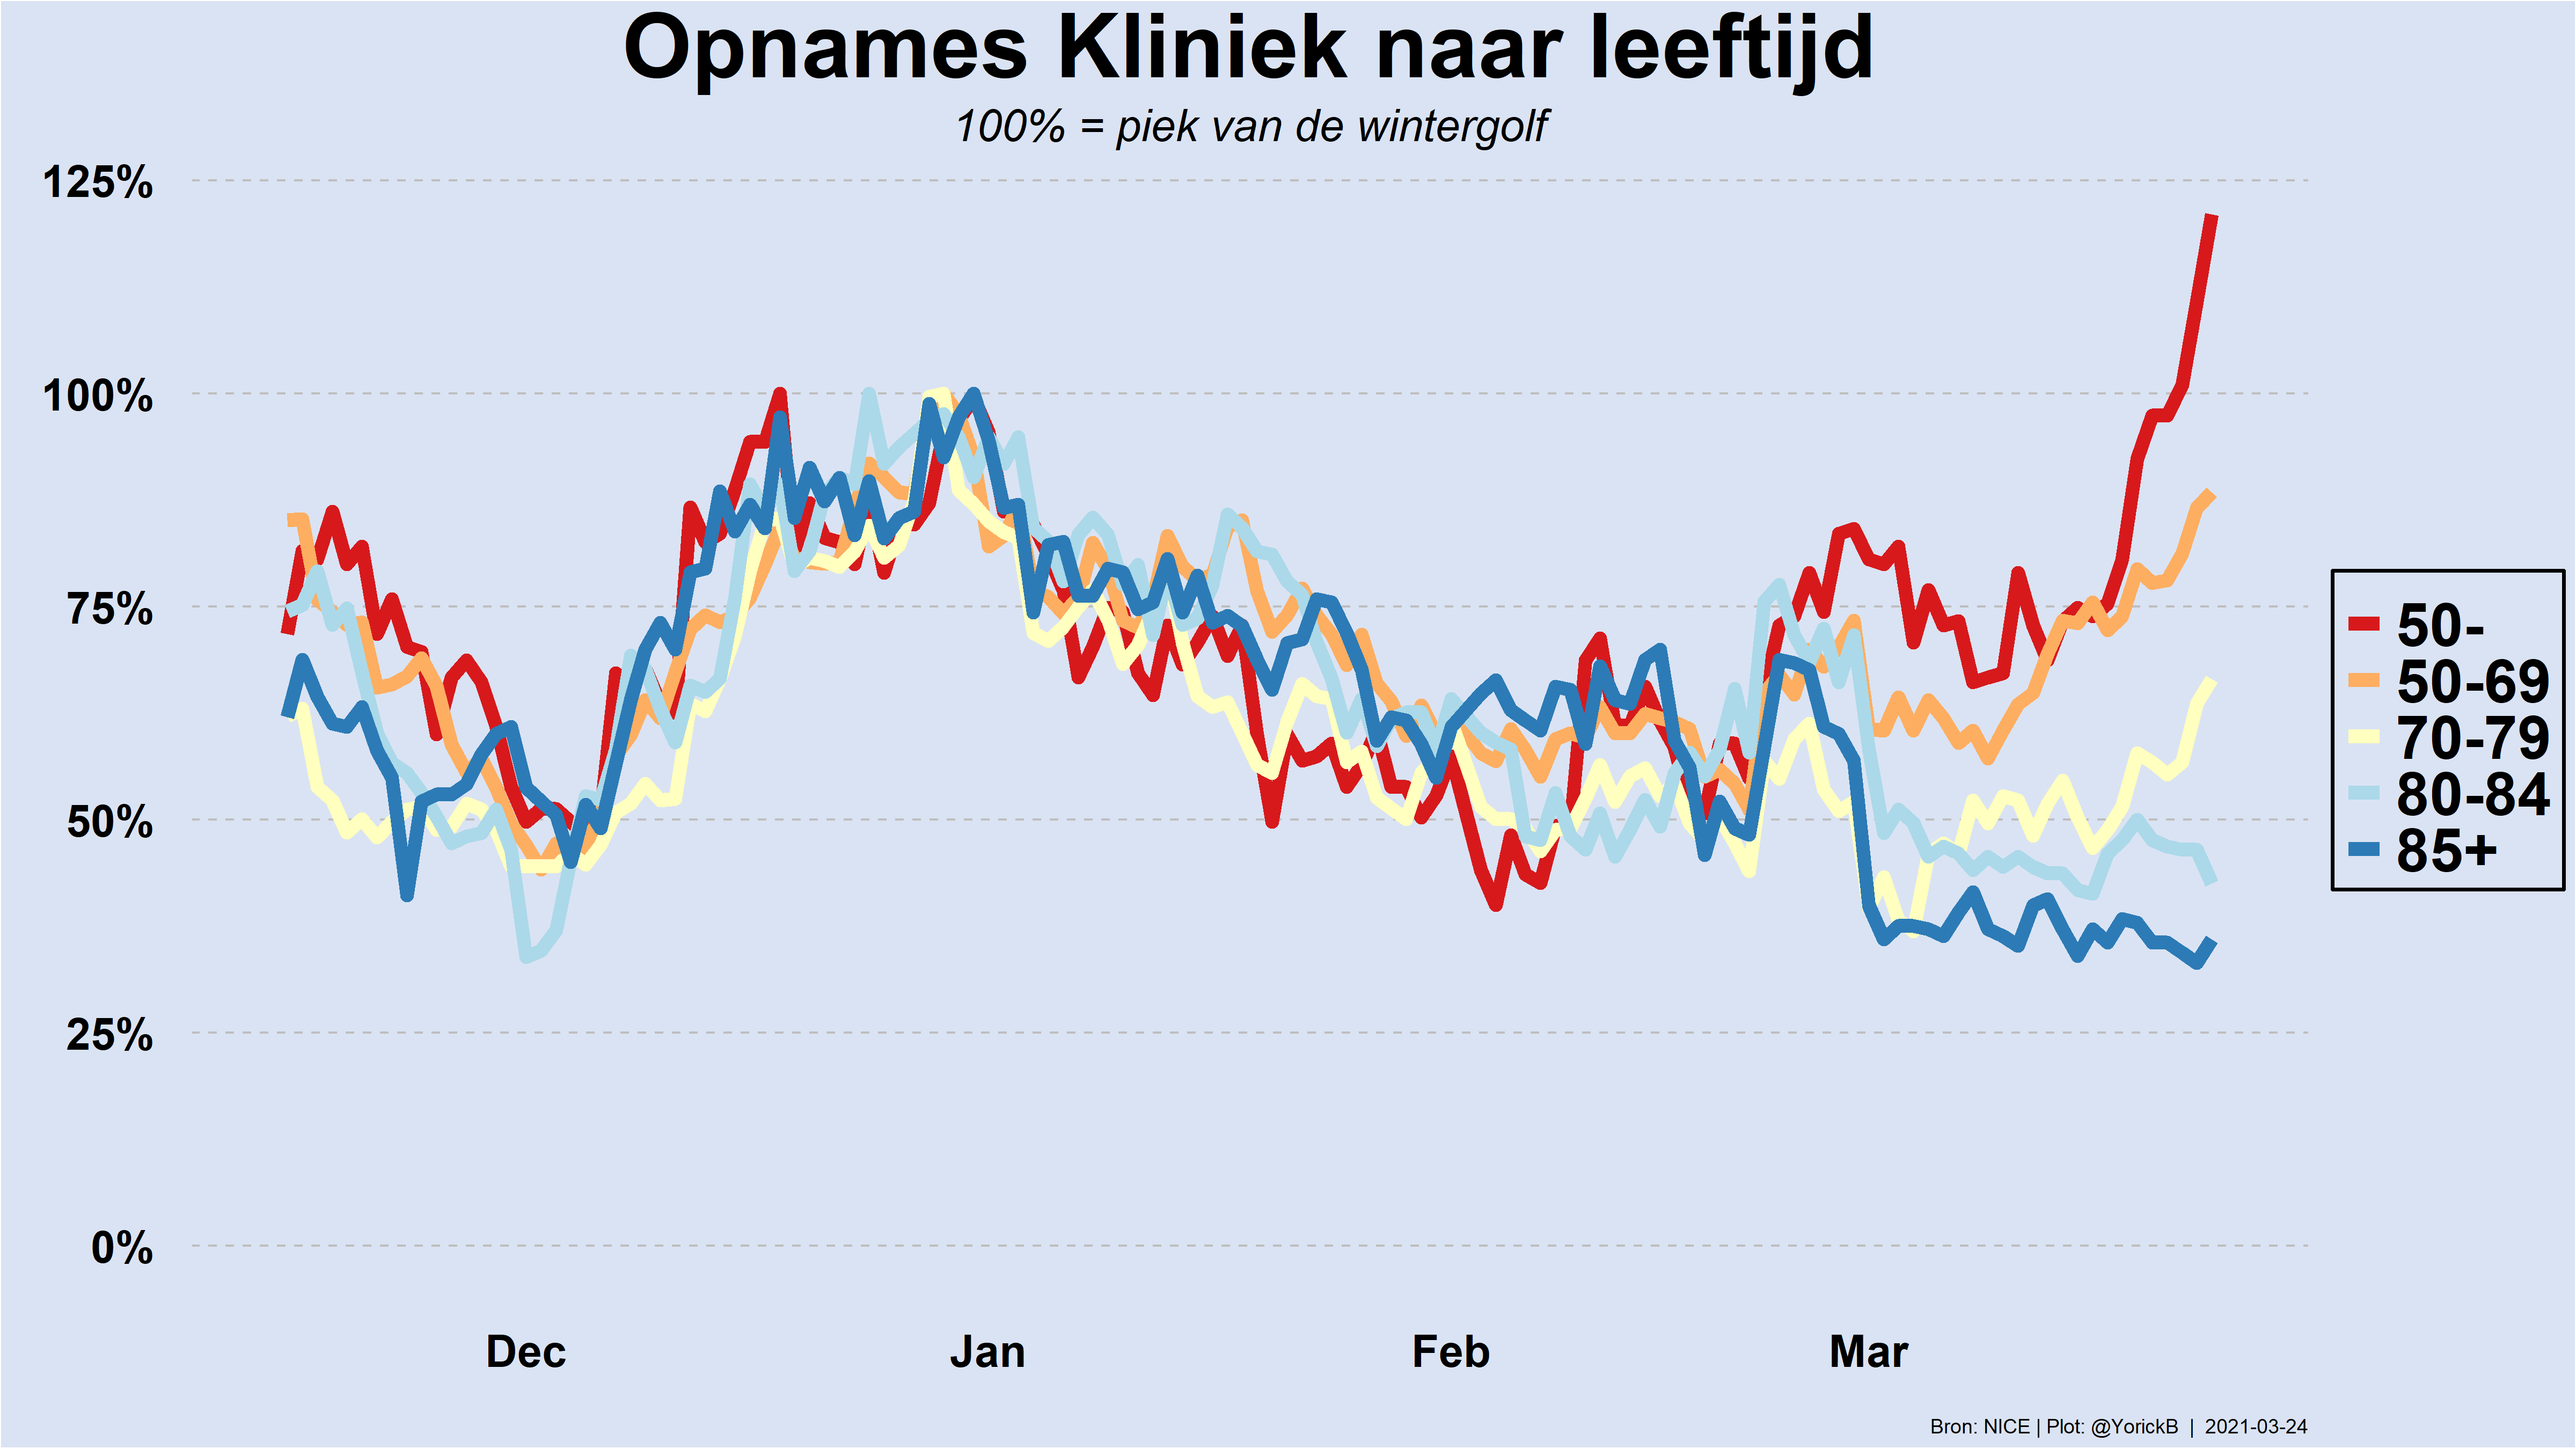 Opnames Kliniek naar leeftijd
100% = piek van de wintergolf
125%
100%
75%
50%
25%
0%
Dec Jan Feb Mar
50-
50-69
70-79
80-84
85+
Bron: NICE | Plot: @YorickB | 2021-03-24